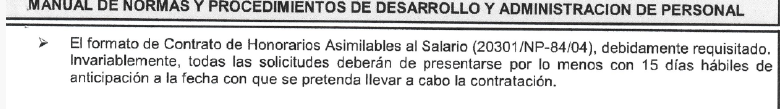 MANUAL DE NORMAS Y PROCEDIMIENTOS DE DESARROLLO Y ADMINISTRACION DE PERSONAL
➢ El formato de Contrato de Honorarios Asimilables al Salario (20301/NP-84/04), debidamente requisitado.
Invariablemente, todas las solicitudes deberán de presentarse por lo menos con 15 días hábiles de
anticipación a la fecha con que se pretenda llevar a cabo la contratación.